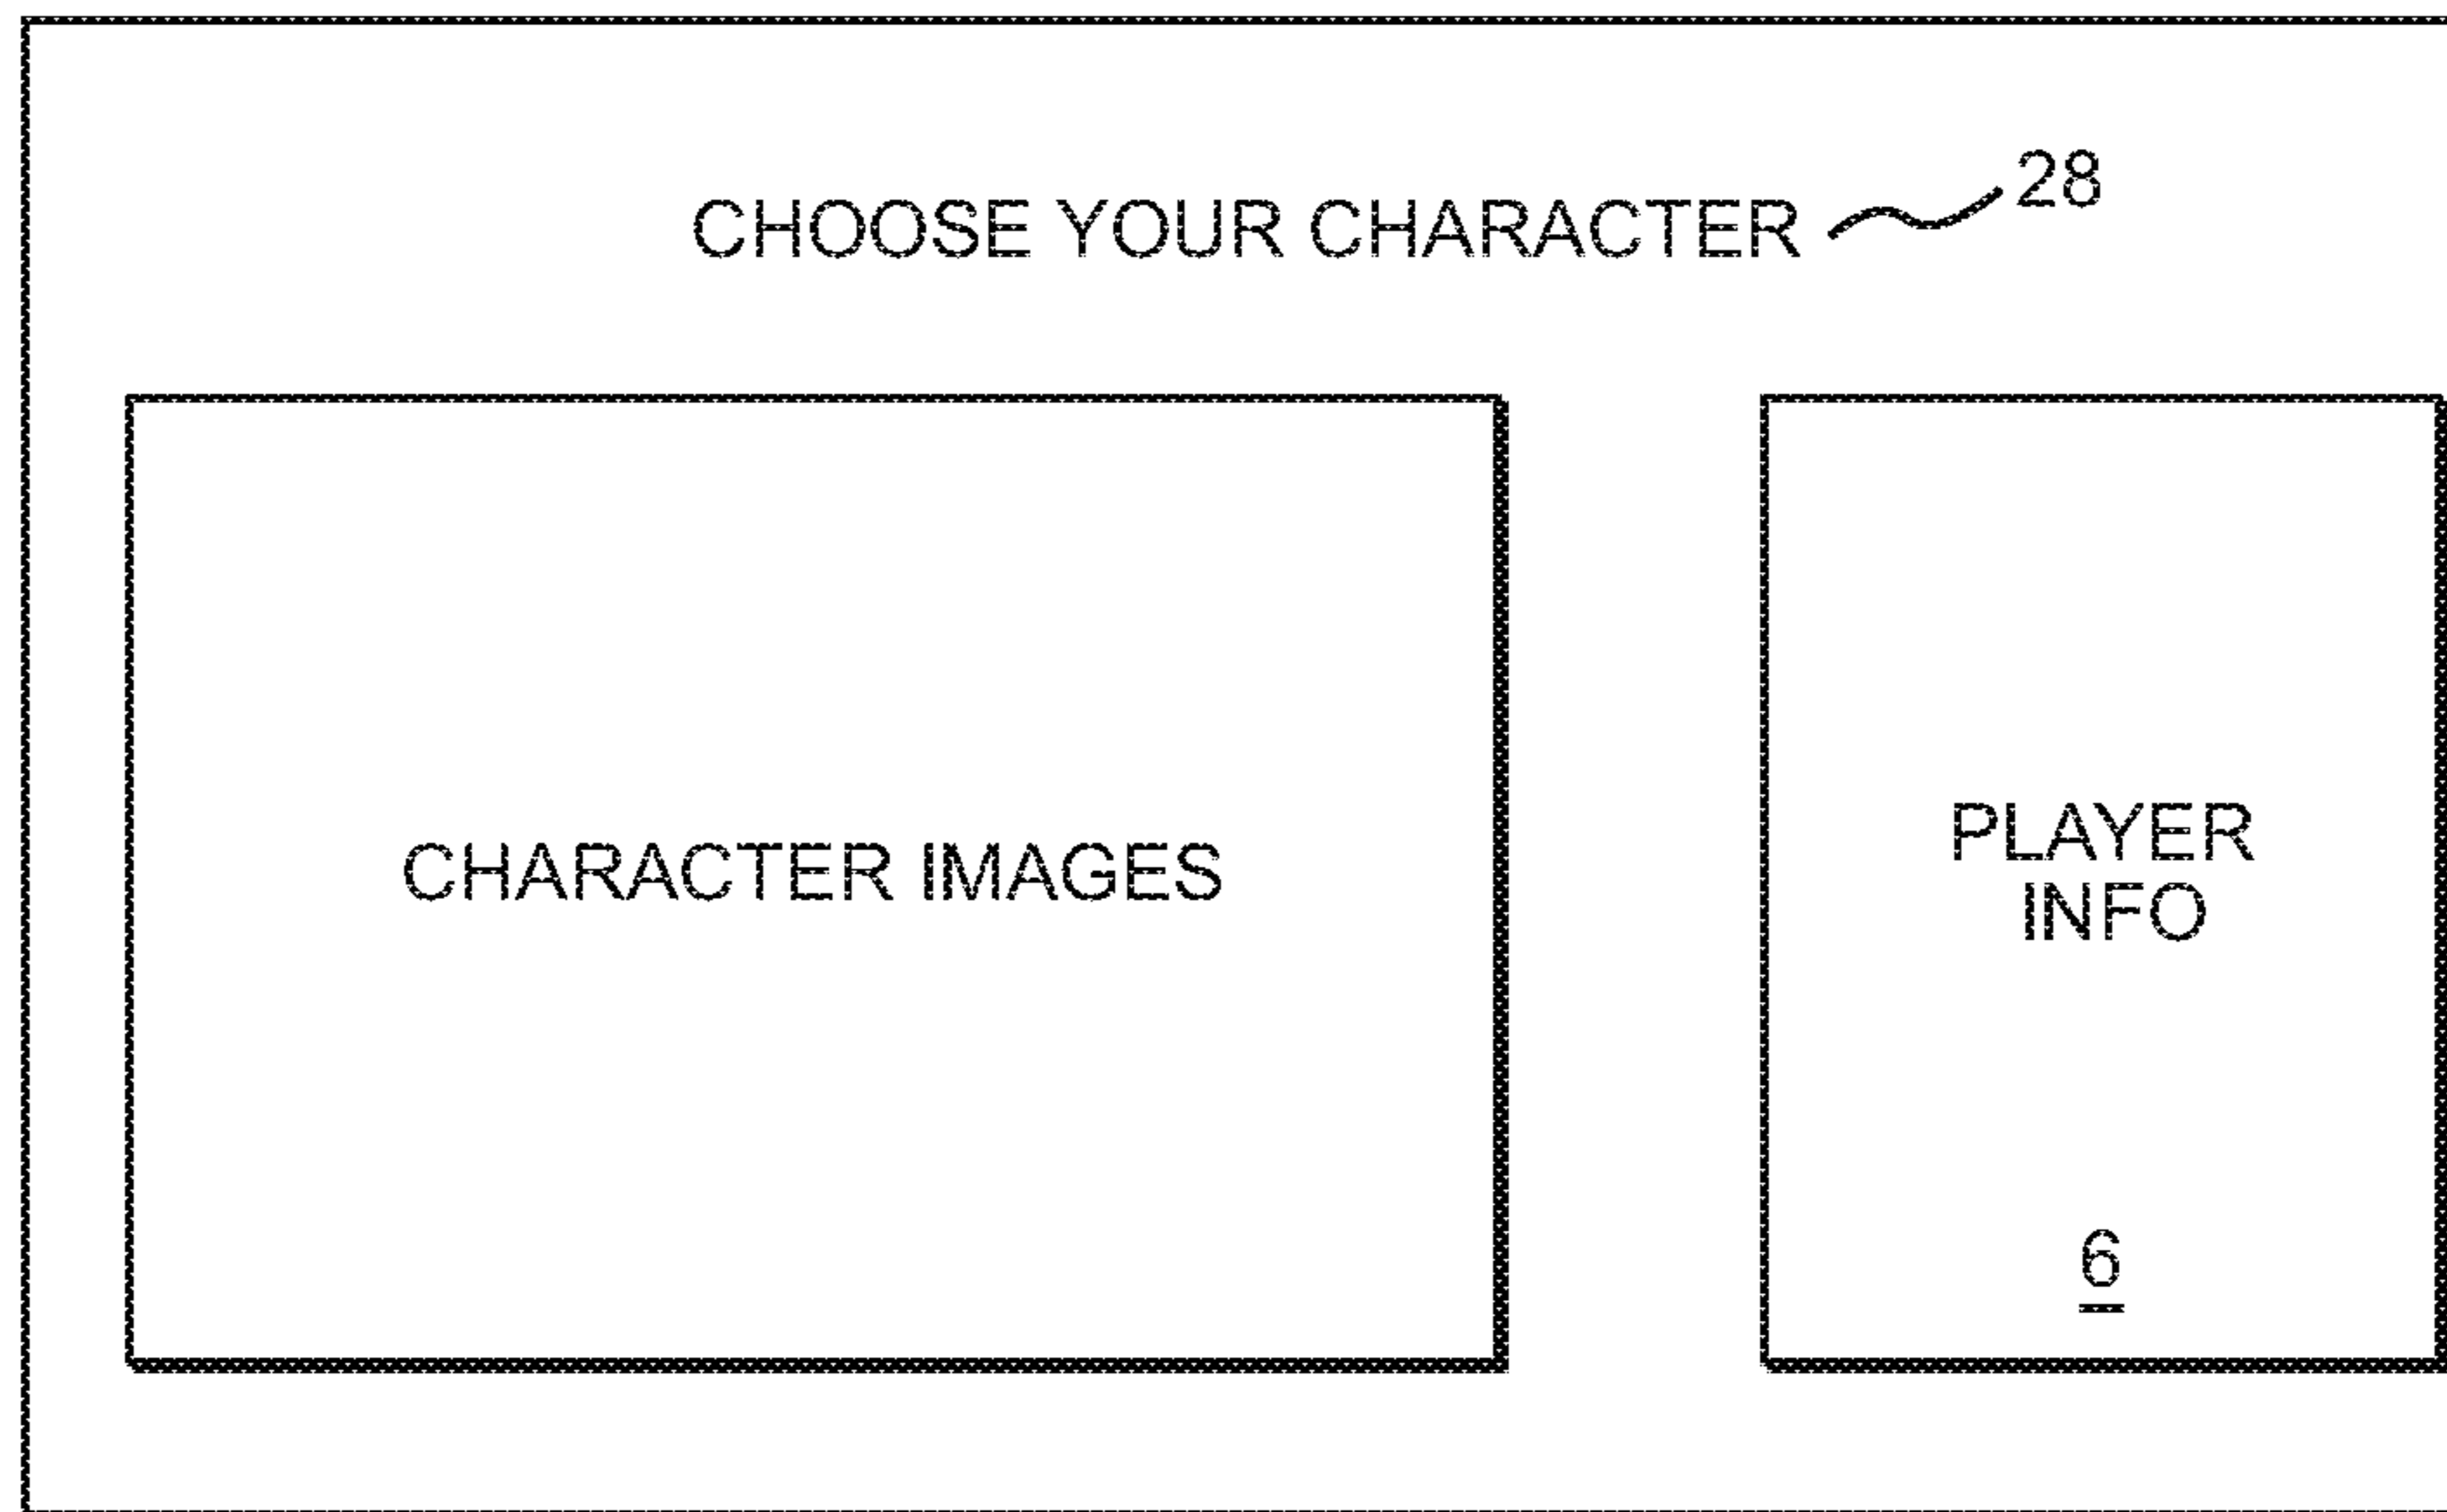 CHOOSE YOUR CHARACTER 28
CHARACTER IMAGES
PLAYER
INFO
6